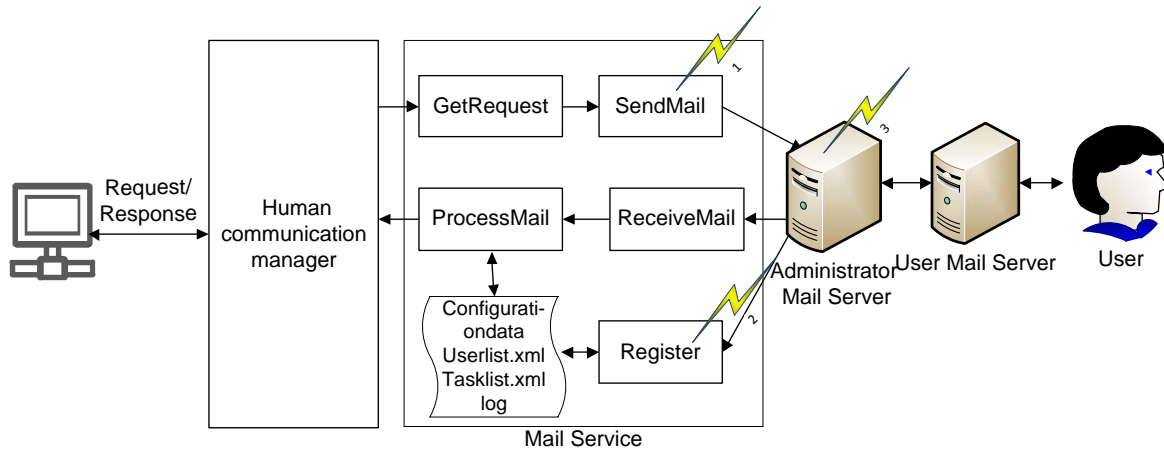 Request/
Response
Human
communication
manager
GetRequest
SendMail
1
ProcessMail
ReceiveMail
3
Configurati-
ondata
Userlist.xml
Tasklist.xml
log
Register
2
Mail Service
Administrator
Mail Server
User Mail Server
User